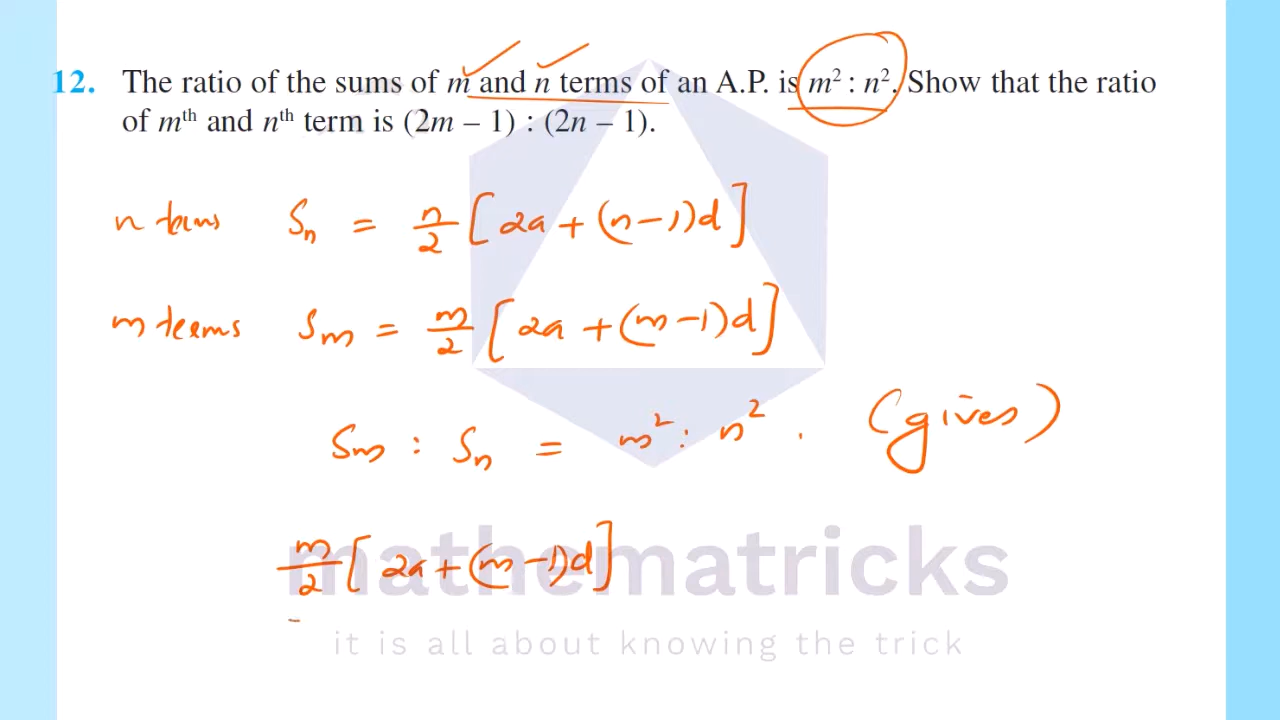 12. The ratio of the sums of m and n terms of an A.P. is m² : n². Show that the ratio
of mᵗʰ and nᵗʰ term is (2m – 1) : (2n – 1).
n terms Sₙ = n/2 [2a + (n-1)d]
m terms Sₘ = m/2 [2a + (m-1)d]
Sₘ : Sₙ = m² : n². (gives)
m/2 [2a + (m-1)d]
mathematricks
it is all about knowing the trick